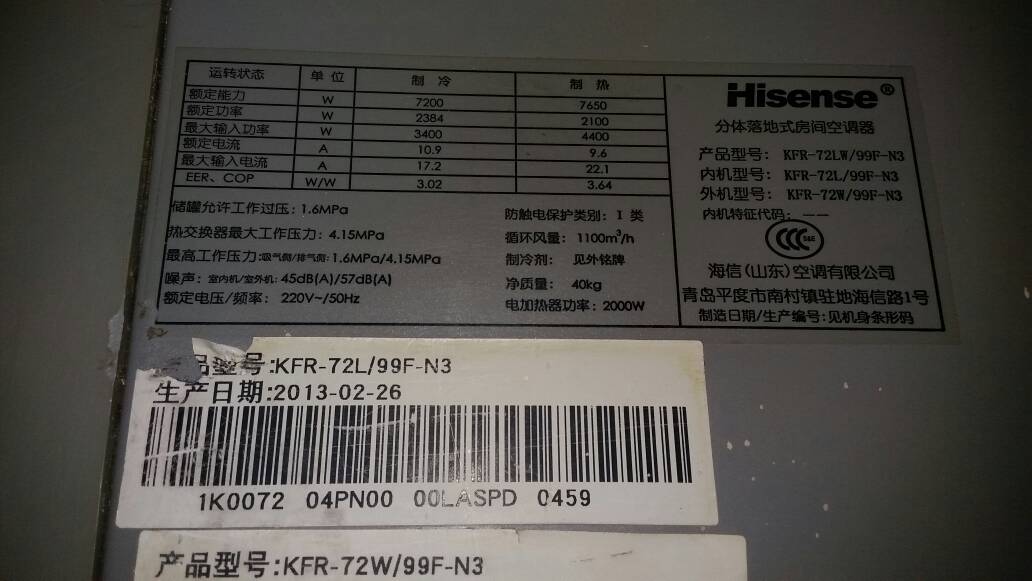 运转状态 单 位 制 冷 制 热
额定能力 W 7200 7650
额定功率 W 2384 2100
最大输入功率 W 3400 4400
额定电流 A 10.9 9.6
最大输入电流 A 17.2 22.1
EER、COP W/W 3.02 3.64
储罐允许工作过压：1.6MPa
热交换器最大工作压力：4.15MPa
最高工作压力：吸气侧/排气侧：1.6MPa/4.15MPa
噪声：室内机/室外机：45dB(A)/57dB(A)
额定电压/频率：220V~/50Hz
防触电保护类别：I 类
循环风量：1100m³/h
制冷剂：见外铭牌
净质量：40kg
电加热器功率：2000W
Hisense®
分体落地式房间空调器
产品型号：KFR-72LW/99F-N3
内机型号：KFR-72L/99F-N3
外机型号：KFR-72W/99F-N3
内机特征代码：——
CCC S&E
海信(山东)空调有限公司
青岛平度市南村镇驻地海信路1号
制造日期/生产编号：见机身条形码
品型号:KFR-72L/99F-N3
生产日期:2013-02-26
1K0072 04PN00 00LASPD 0459
产品型号:KFR-72W/99F-N3